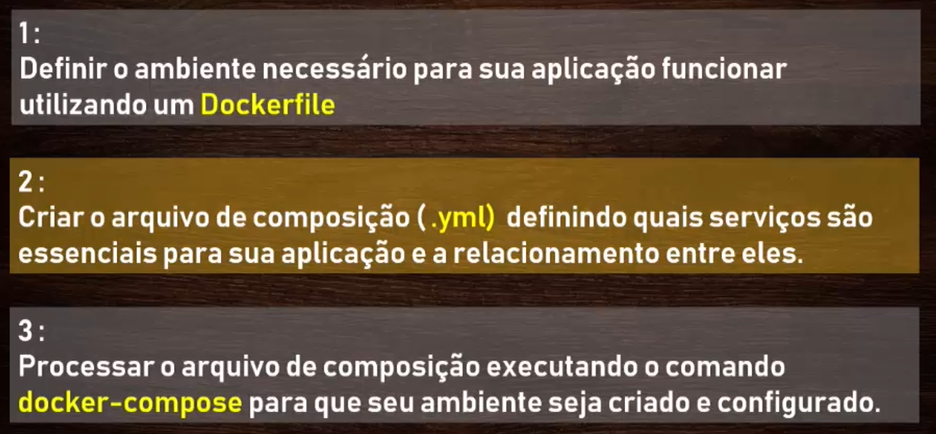 1:
Definir o ambiente necessário para sua aplicação funcionar
utilizando um Dockerfile
2:
Criar o arquivo de composição (.yml) definindo quais serviços são
essenciais para sua aplicação e a relacionamento entre eles.
3:
Processar o arquivo de composição executando o comando
docker-compose para que seu ambiente seja criado e configurado.